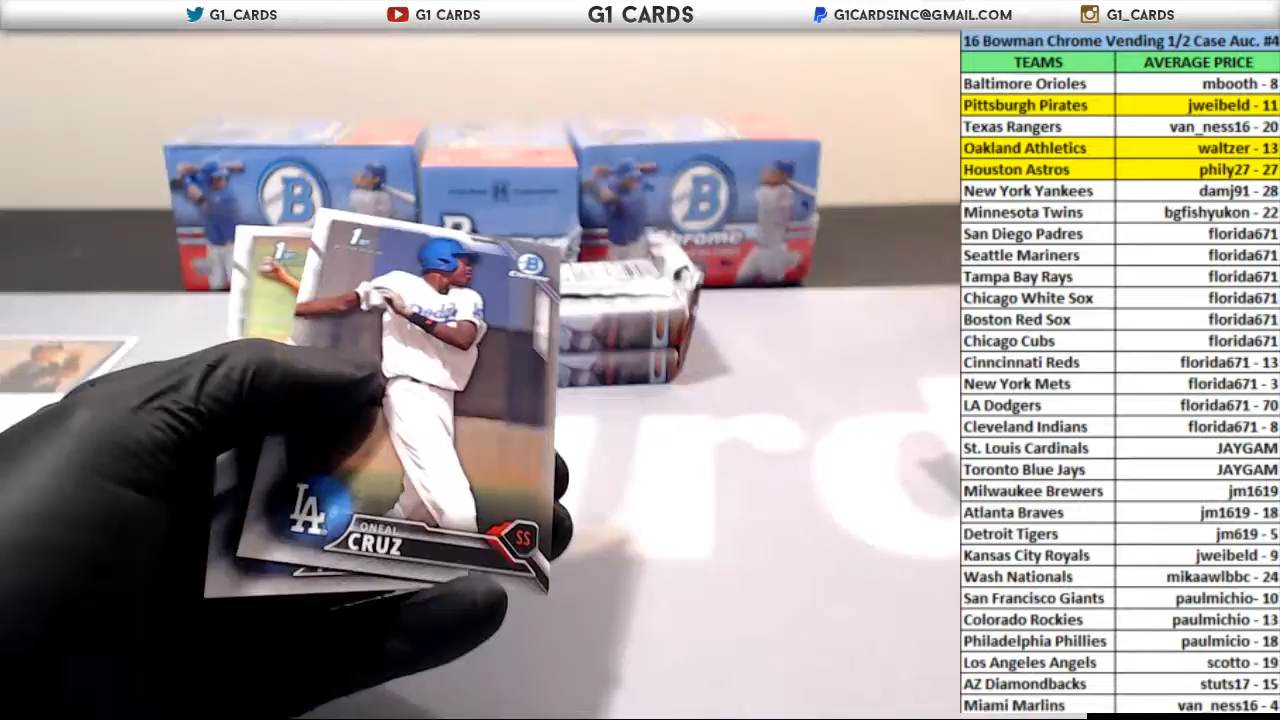 G1_CARDS
G1 CARDS
G1 CARDS
G1CARDSINC@GMAIL.COM
G1_CARDS
16 Bowman Chrome Vending 1/2 Case Auc. #4
TEAMS AVERAGE PRICE
Baltimore Orioles mbooth - 8
Pittsburgh Pirates jweibeld - 11
Texas Rangers van_ness16 - 20
Oakland Athletics waltzer - 13
Houston Astros phily27 - 27
New York Yankees damj91 - 28
Minnesota Twins bgfishyukon - 22
San Diego Padres florida671
Seattle Mariners florida671
Tampa Bay Rays florida671
Chicago White Sox florida671
Boston Red Sox florida671
Chicago Cubs florida671
Cinncinnati Reds florida671 - 13
New York Mets florida671 - 3
LA Dodgers florida671 - 70
Cleveland Indians florida671 - 8
St. Louis Cardinals JAYGAM
Toronto Blue Jays JAYGAM
Milwaukee Brewers jm1619
Atlanta Braves jm1619 - 18
Detroit Tigers jm619 - 5
Kansas City Royals jweibeld - 9
Wash Nationals mikaawlbbc - 24
San Francisco Giants paulmichio- 10
Colorado Rockies paulmichio - 13
Philadelphia Phillies paulmicio - 18
Los Angeles Angels scotto - 19
AZ Diamondbacks stuts17 - 15
Miami Marlins van_ness16 - 4
B
B
Chrome
1ST
1ST
B
Chrome
Dodgers
LA
ONEAL
CRUZ
SS